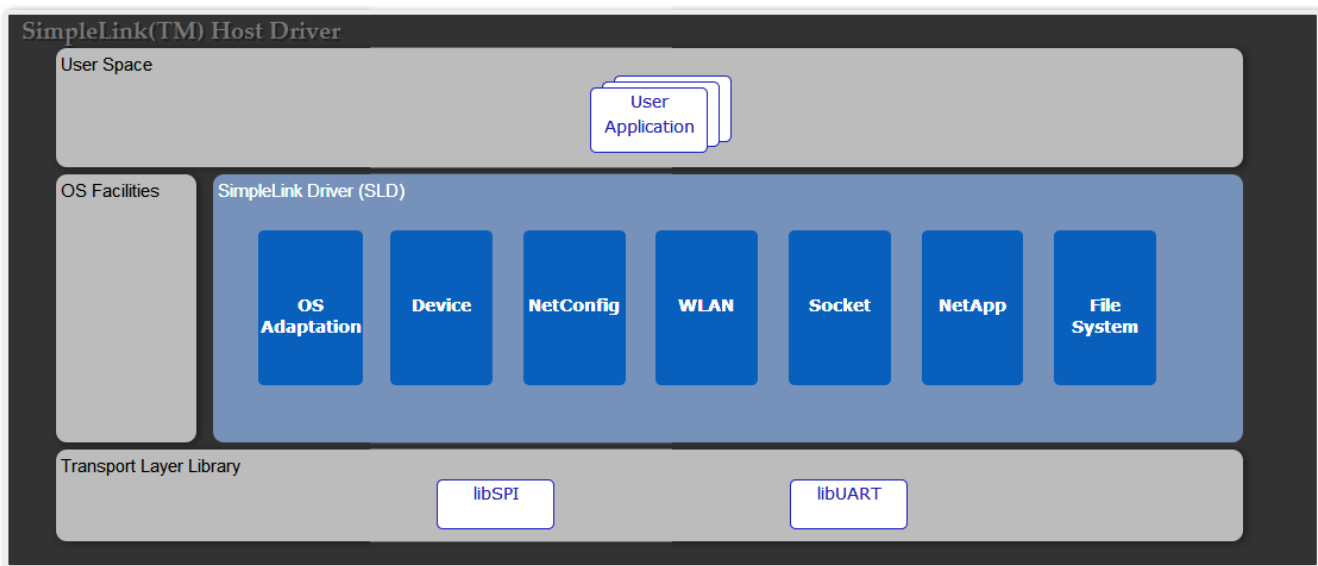 SimpleLink(TM) Host Driver
User Space
User
Application
OS Facilities
SimpleLink Driver (SLD)
OS
Adaptation
Device
NetConfig
WLAN
Socket
NetApp
File
System
Transport Layer Library
libSPI
libUART